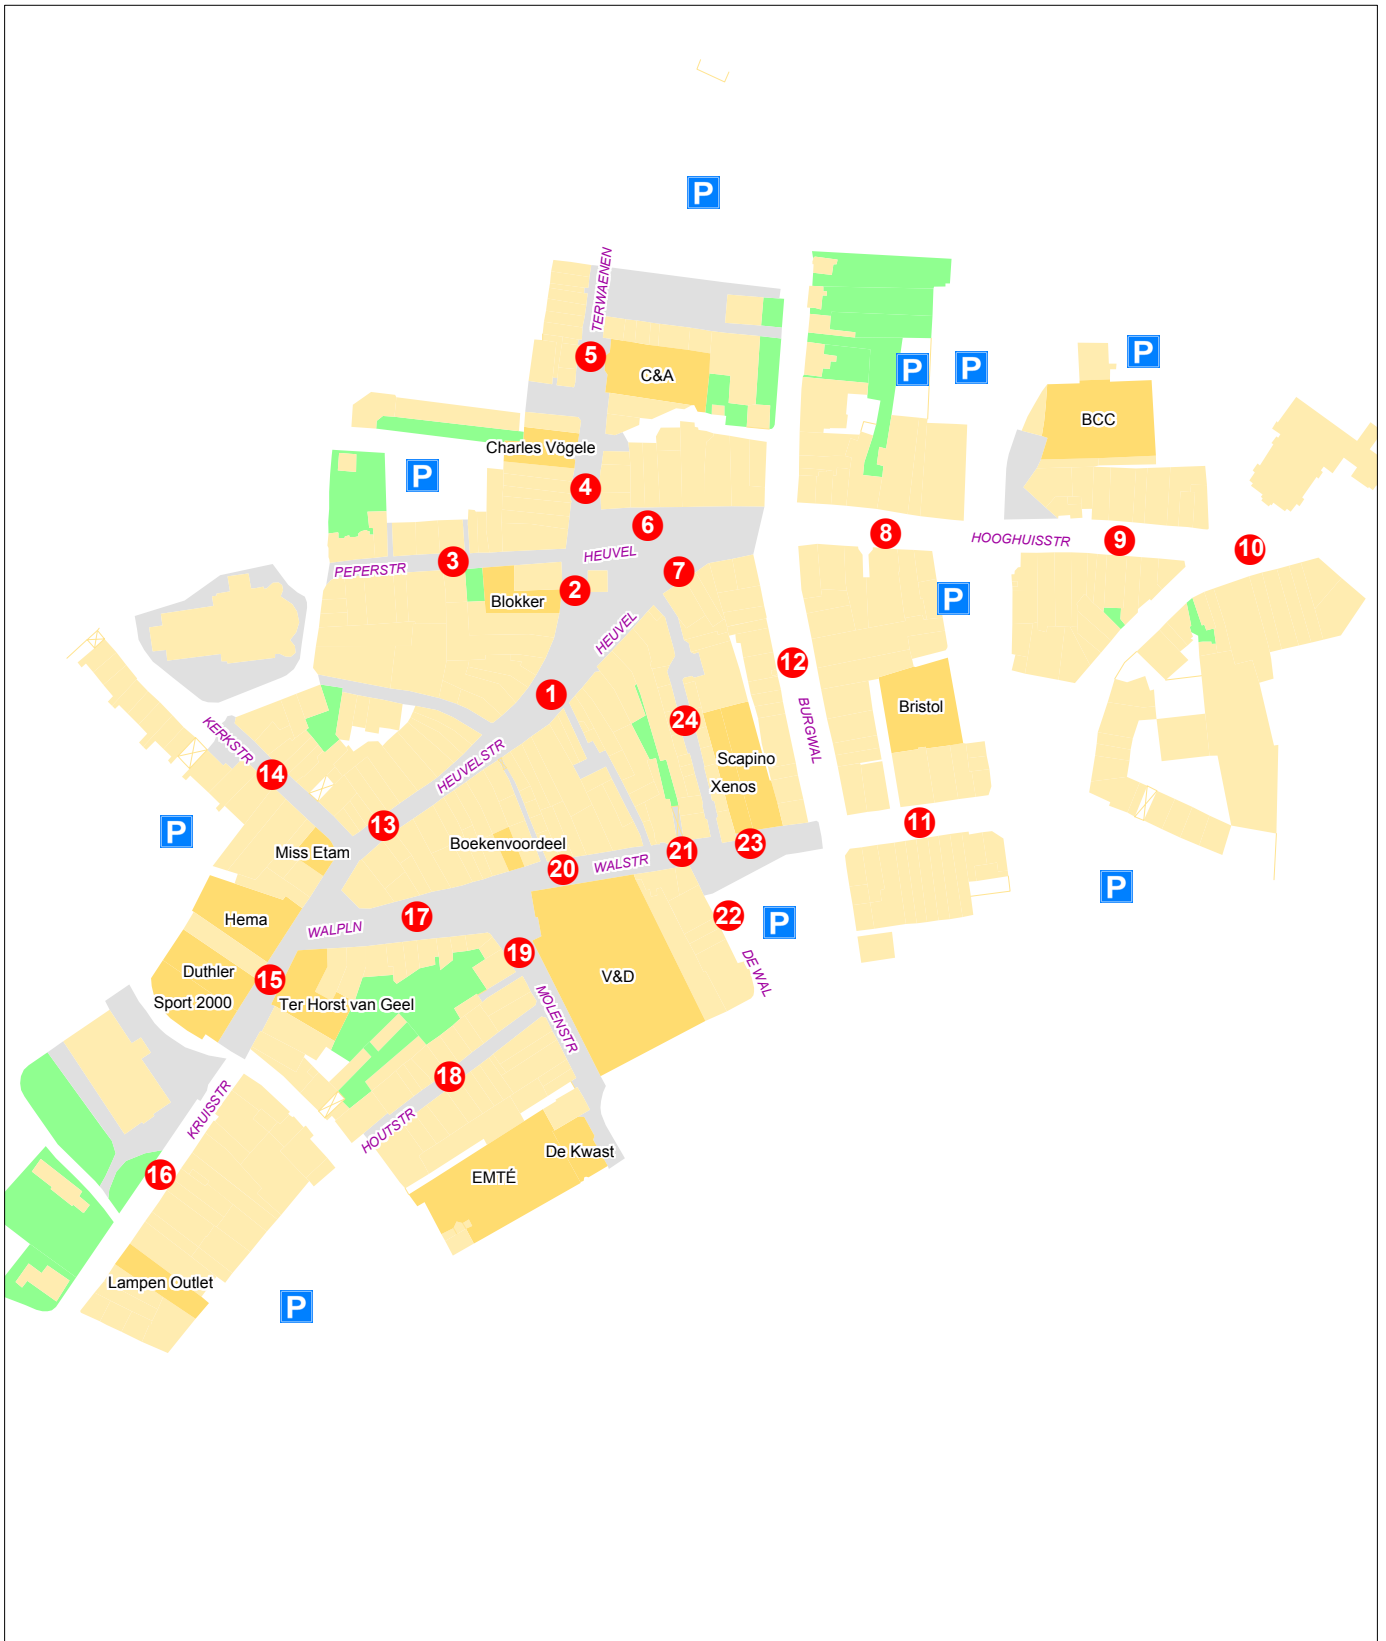 P
TERWAENEN
5
C&A
P
P
P
BCC
Charles Vögele
P
4
6
8
HOOGHUISSTR
9
10
HEUVEL
3
PEPERSTR
7
2
Blokker
P
HEUVEL
12
1
24
BURGWAL
Bristol
KERKSTR
14
HEUVELSTR
Scapino
Xenos
13
P
11
Miss Etam
Boekenvoordeel
20
WALSTR
21
23
P
Hema
17
WALPLN
22
P
19
DE WAL
Duthler
15
V&D
Sport 2000
Ter Horst van Geel
MOLENSTR
18
KRUISSTR
HOUTSTR
De Kwast
16
EMTÉ
Lampen Outlet
P